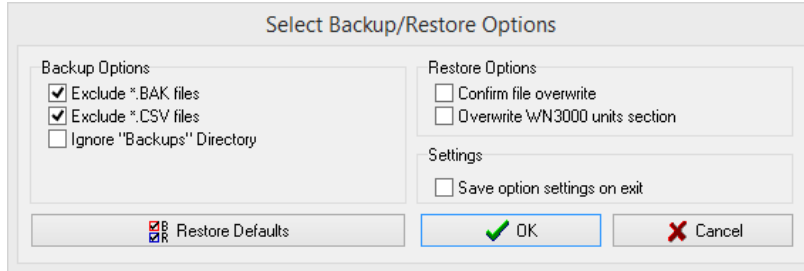 Select Backup/Restore Options
Backup Options
Exclude *.BAK files
Exclude *.CSV files
Ignore "Backups" Directory
Restore Options
Confirm file overwrite
Overwrite WN3000 units section
Settings
Save option settings on exit
B
R
Restore Defaults
OK
Cancel